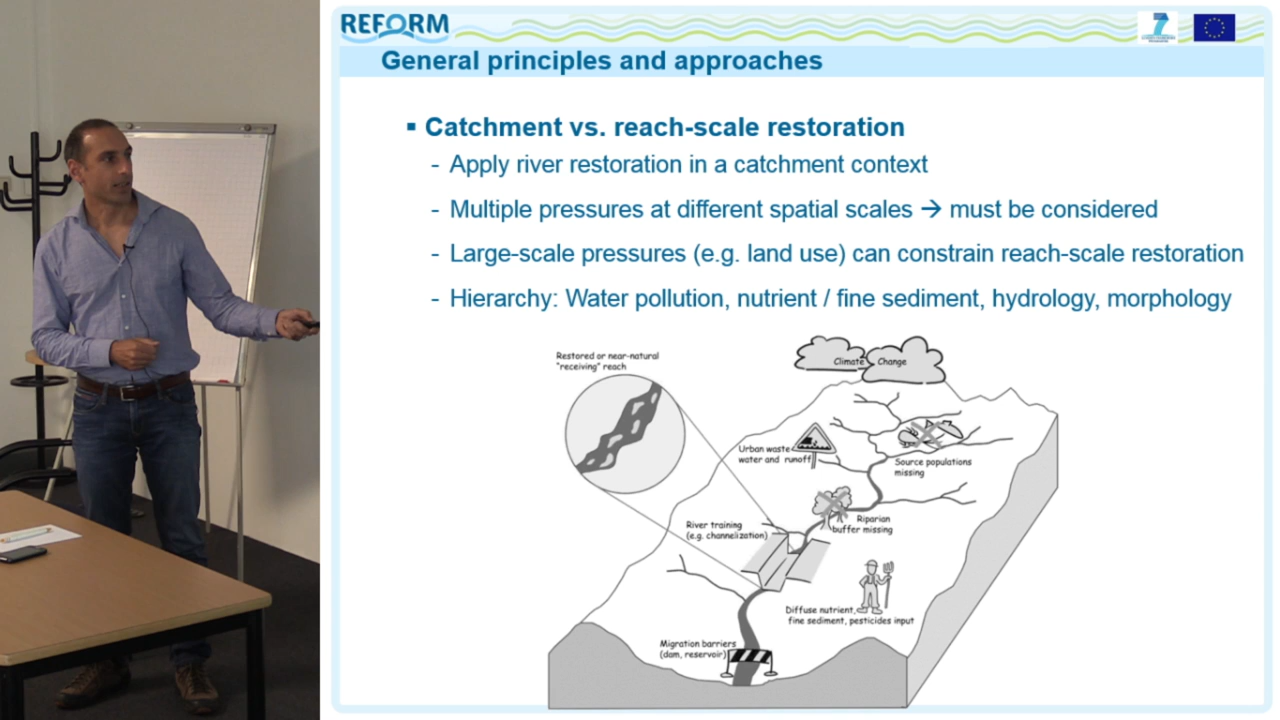 REFORM
7
General principles and approaches
▪ Catchment vs. reach-scale restoration
- Apply river restoration in a catchment context
- Multiple pressures at different spatial scales → must be considered
- Large-scale pressures (e.g. land use) can constrain reach-scale restoration
- Hierarchy: Water pollution, nutrient / fine sediment, hydrology, morphology
Restored or near-natural
"receiving" reach
Climate Change
Urban waste
water and runoff
Source populations
missing
River training
(e.g. channelization)
Riparian
buffer missing
Diffuse nutrient,
fine sediment, pesticides input
Migration barriers
(dam, reservoir)